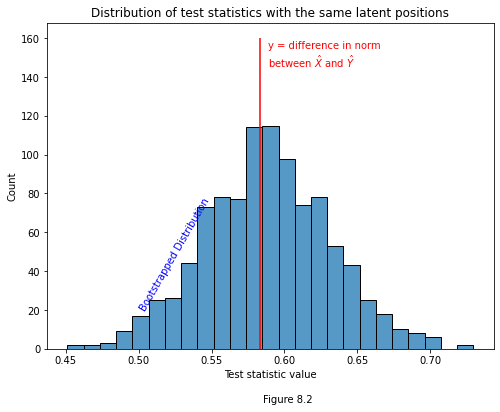 Distribution of test statistics with the same latent positions
y = difference in norm
between X̂ and Ŷ
Bootstrapped Distribution
Count
160
140
120
100
80
60
40
20
0
0.45 0.50 0.55 0.60 0.65 0.70
Test statistic value
Figure 8.2